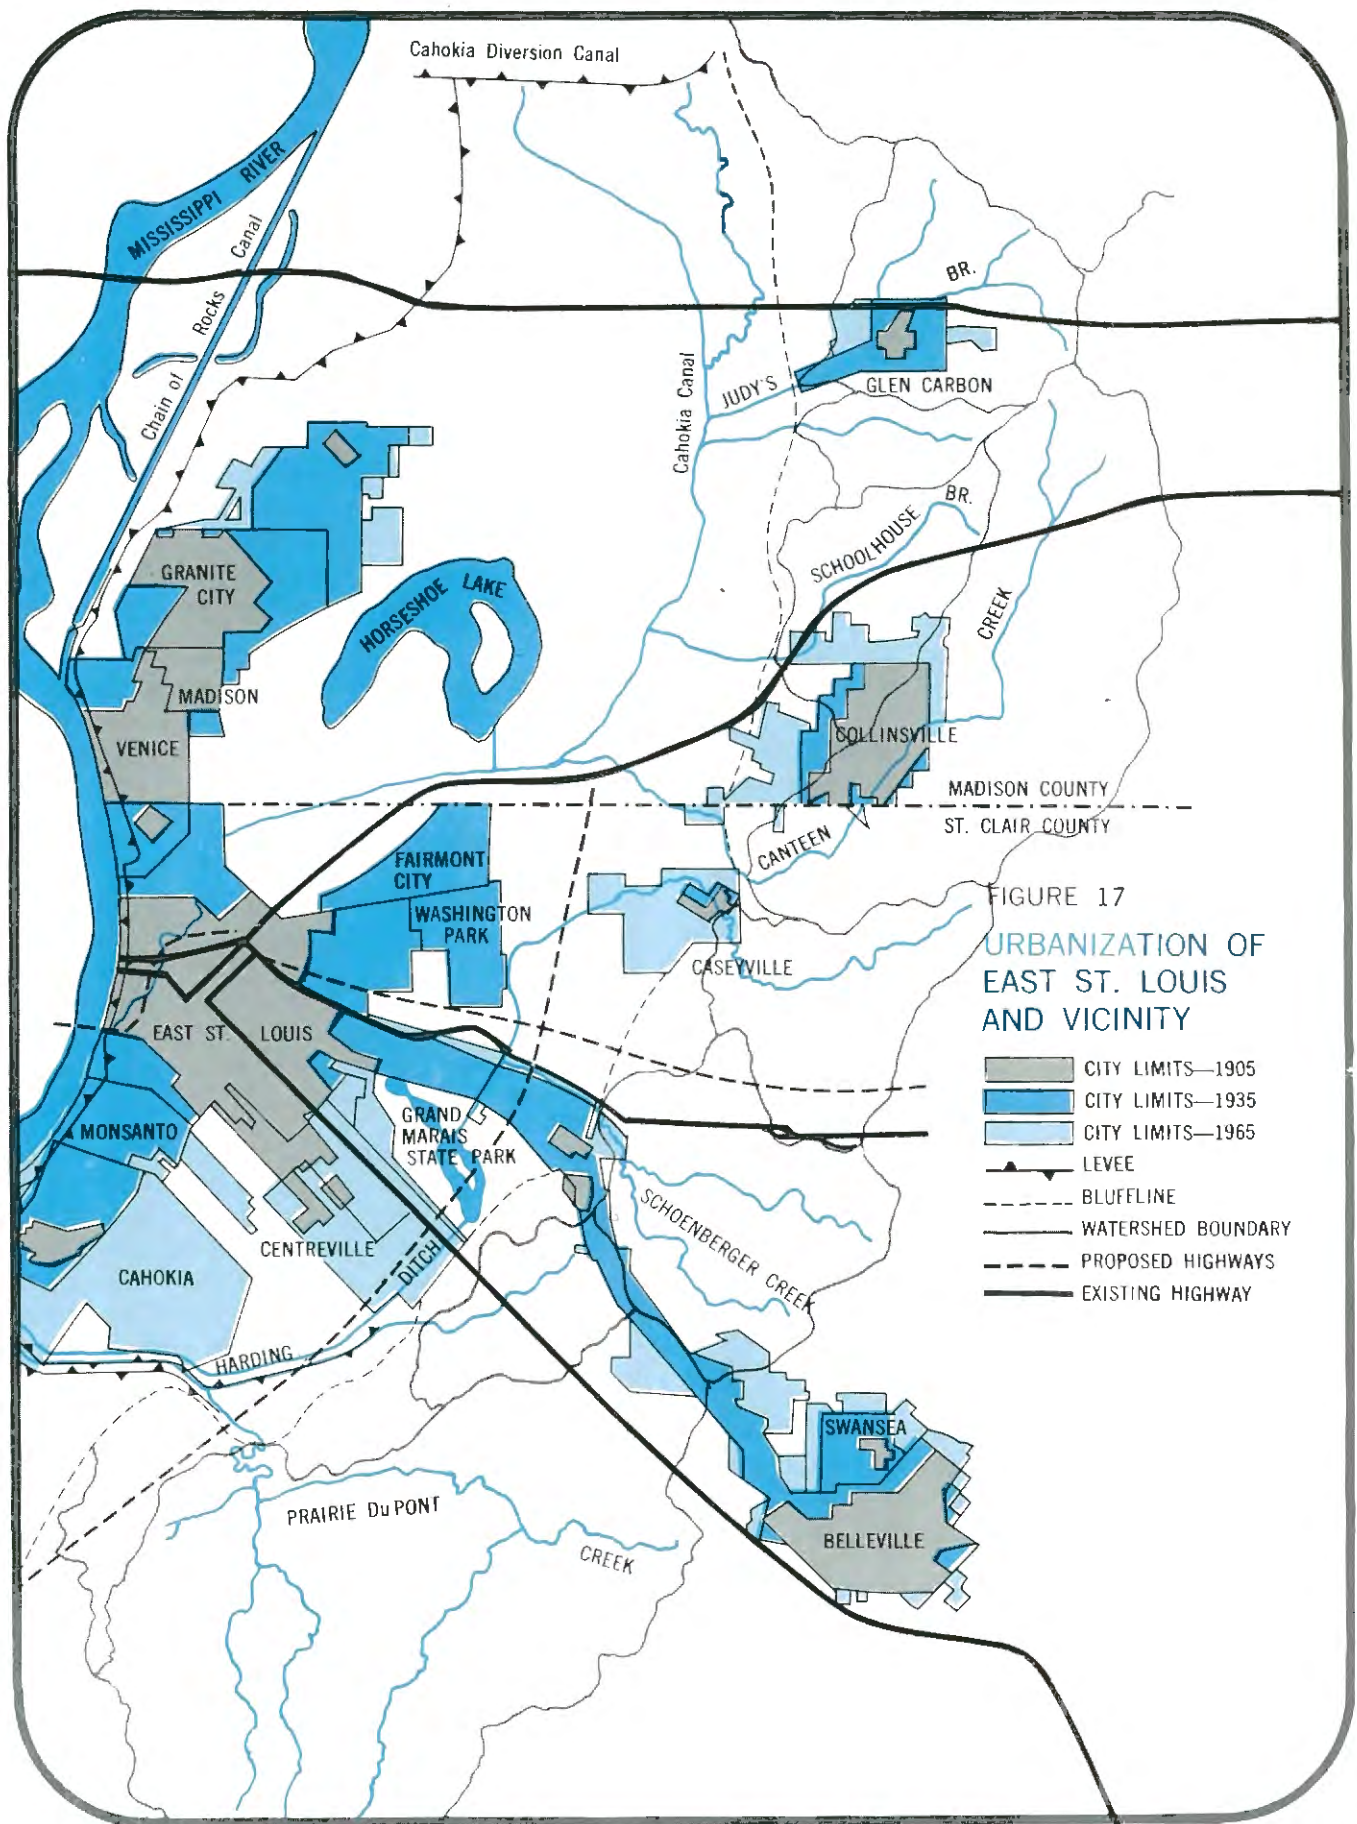 Cahokia Diversion Canal
MISSISSIPPI RIVER
Chain of Rocks Canal
BR.
Cahokia Canal
JUDY'S
GLEN CARBON
SCHOOLHOUSE BR.
GRANITE
CITY
HORSESHOE LAKE
CREEK
MADISON
VENICE
COLLINSVILLE
MADISON COUNTY
ST. CLAIR COUNTY
CANTEEN
FAIRMONT
CITY
WASHINGTON
PARK
CASEYVILLE
FIGURE 17
URBANIZATION OF
EAST ST. LOUIS
AND VICINITY
CITY LIMITS—1905
CITY LIMITS—1935
CITY LIMITS—1965
LEVEE
BLUFFLINE
WATERSHED BOUNDARY
PROPOSED HIGHWAYS
EXISTING HIGHWAY
EAST ST. LOUIS
MONSANTO
GRAND
MARAIS
STATE PARK
SCHOENBERGER CREEK
CENTREVILLE
DITCH
CAHOKIA
HARDING
SWANSEA
PRAIRIE DuPONT
CREEK
BELLEVILLE